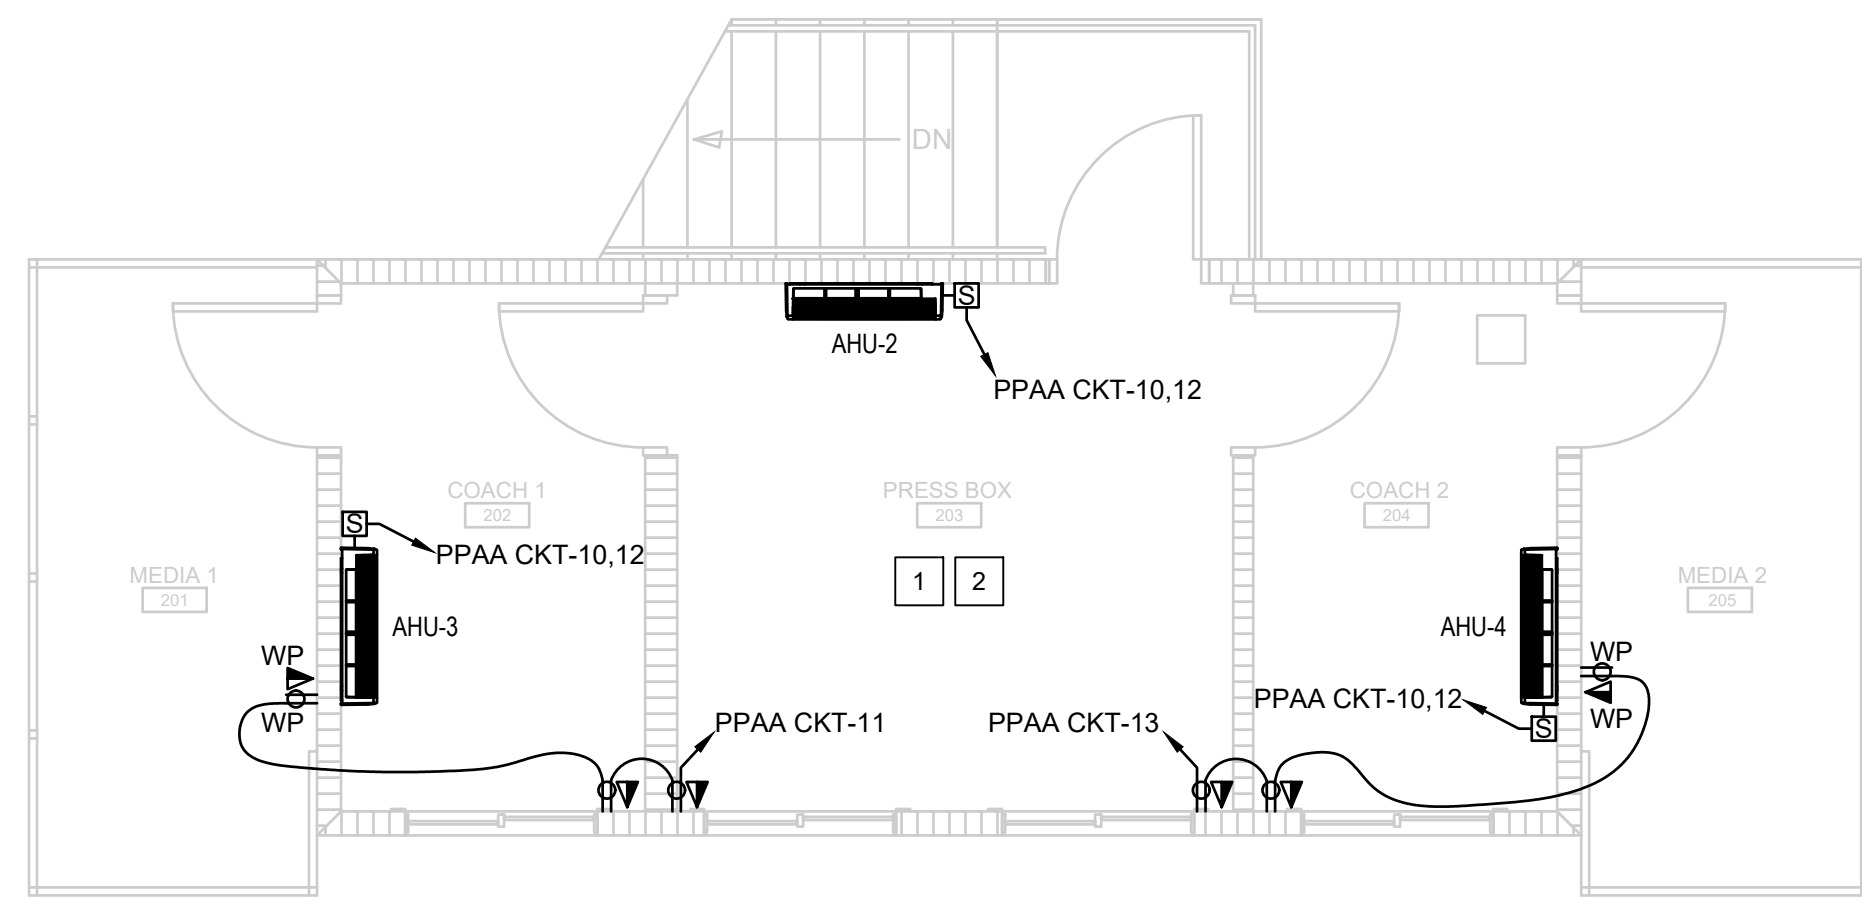 DN
S
AHU-2
PPAA CKT-10,12
COACH 1
202
PRESS BOX
203
COACH 2
204
S
PPAA CKT-10,12
MEDIA 1
201
1
2
MEDIA 2
205
AHU-3
AHU-4
WP
WP
WP
WP
PPAA CKT-11
PPAA CKT-13
PPAA CKT-10,12
S